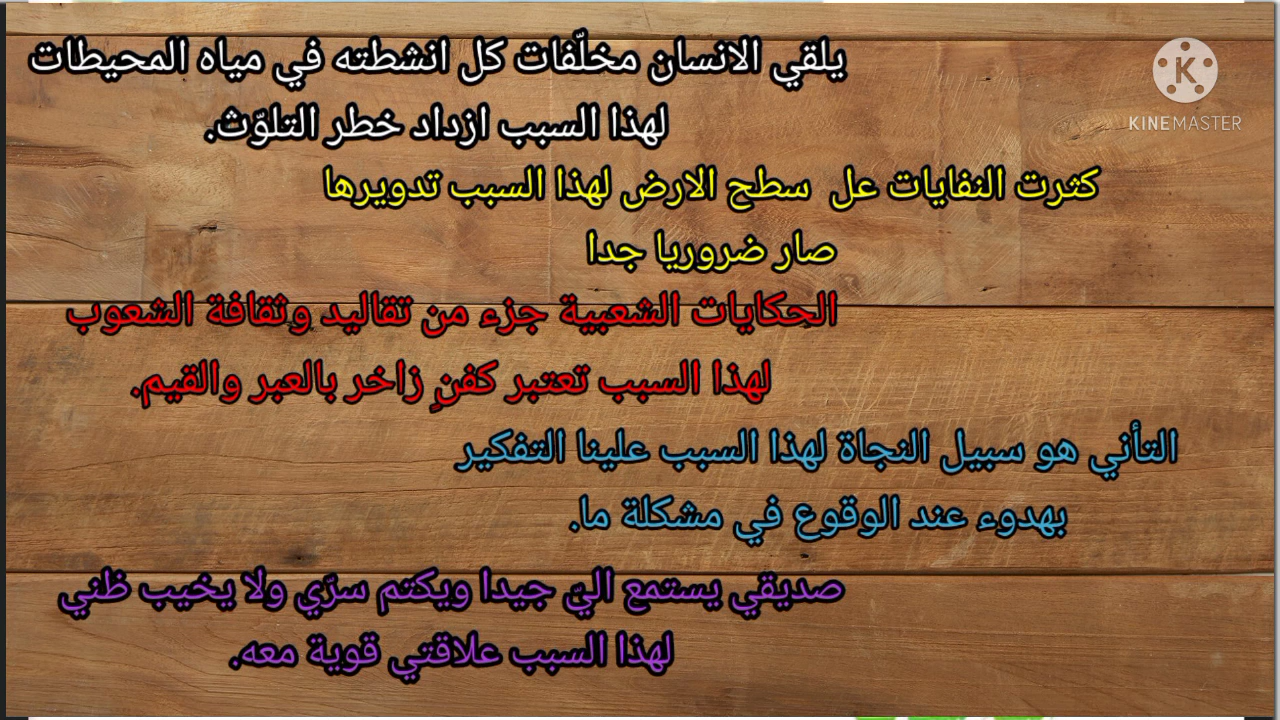 يلقي الانسان مخلّفات كل انشطته في مياه المحيطات
لهذا السبب ازداد خطر التلوّث.
كثرت النفايات عل سطح الارض لهذا السبب تدويرها
صار ضروريا جدا
الحكايات الشعبية جزء من تقاليد وثقافة الشعوب
لهذا السبب تعتبر كفنٍ زاخر بالعبر والقيم.
التأني هو سبيل النجاة لهذا السبب علينا التفكير
بهدوء عند الوقوع في مشكلة ما.
صديقي يستمع اليّ جيدا ويكتم سرّي ولا يخيب ظني
لهذا السبب علاقتي قوية معه.
K
KINEMASTER